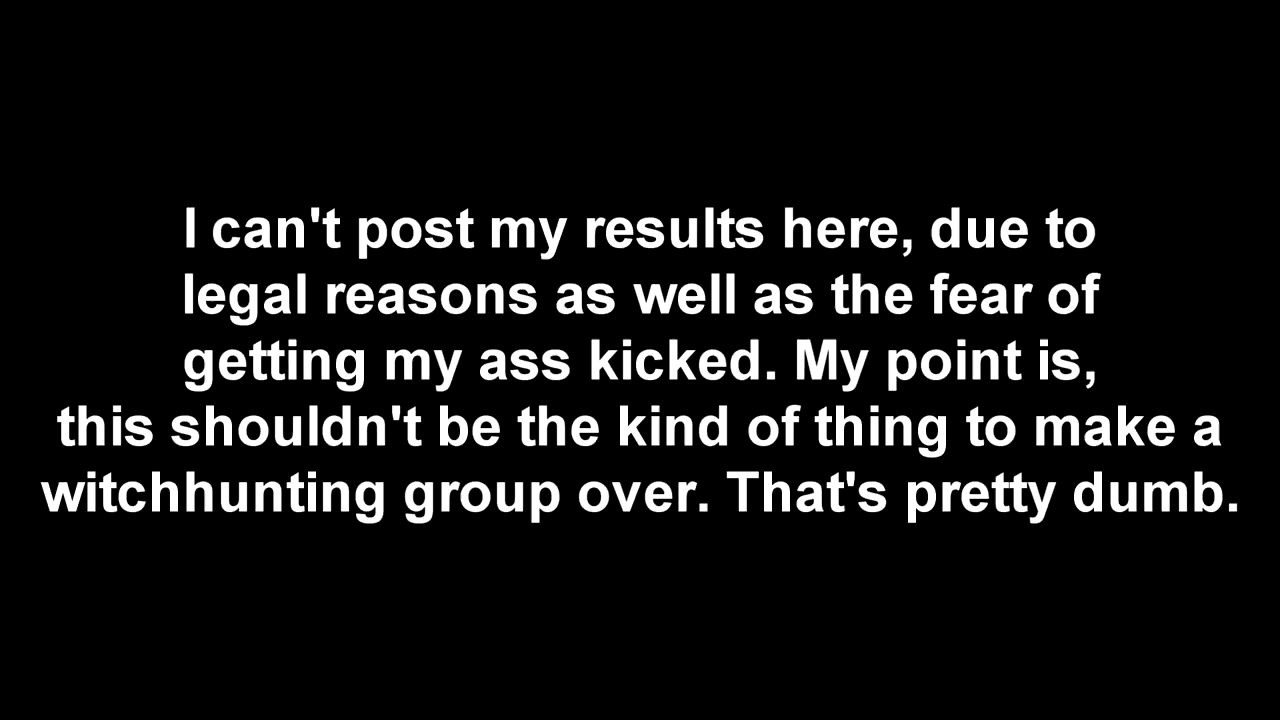 I can't post my results here, due to
legal reasons as well as the fear of
getting my ass kicked. My point is,
this shouldn't be the kind of thing to make a
witchhunting group over. That's pretty dumb.